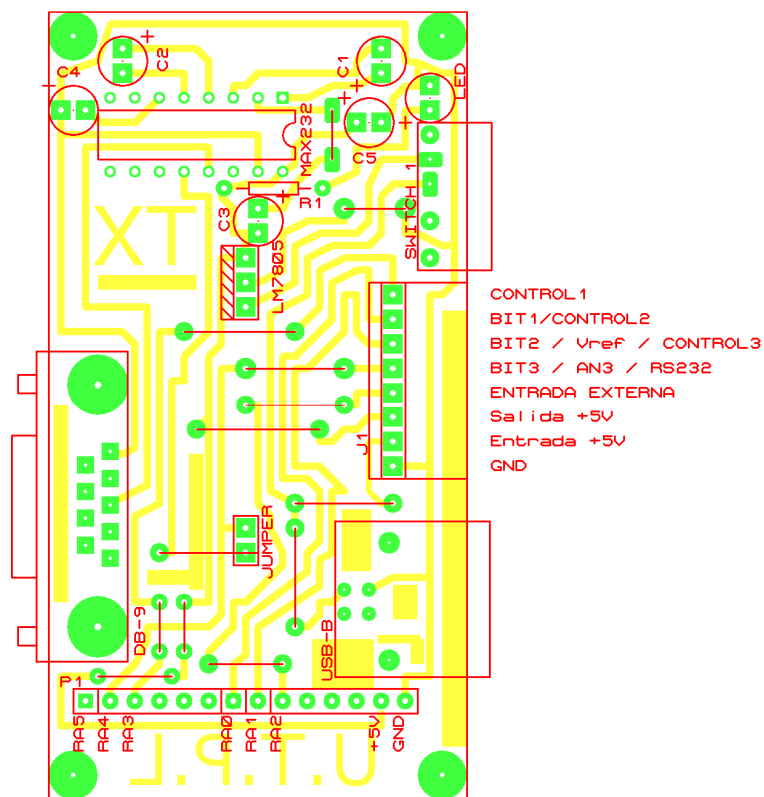 C2
C1
C4
LED
MAX232
C5
SWITCH 1
R1
C3
LM7805
XT
CONTROL1
BIT1/CONTROL2
BIT2 / Vref / CONTROL3
BIT3 / AN3 / RS232
ENTRADA EXTERNA
Salida +5V
Entrada +5V
GND
J1
JUMPER
DB-9
USB-B
P1
RA5
RA4
RA3
RA0
RA1
RA2
+5V
GND
U.T.P.L